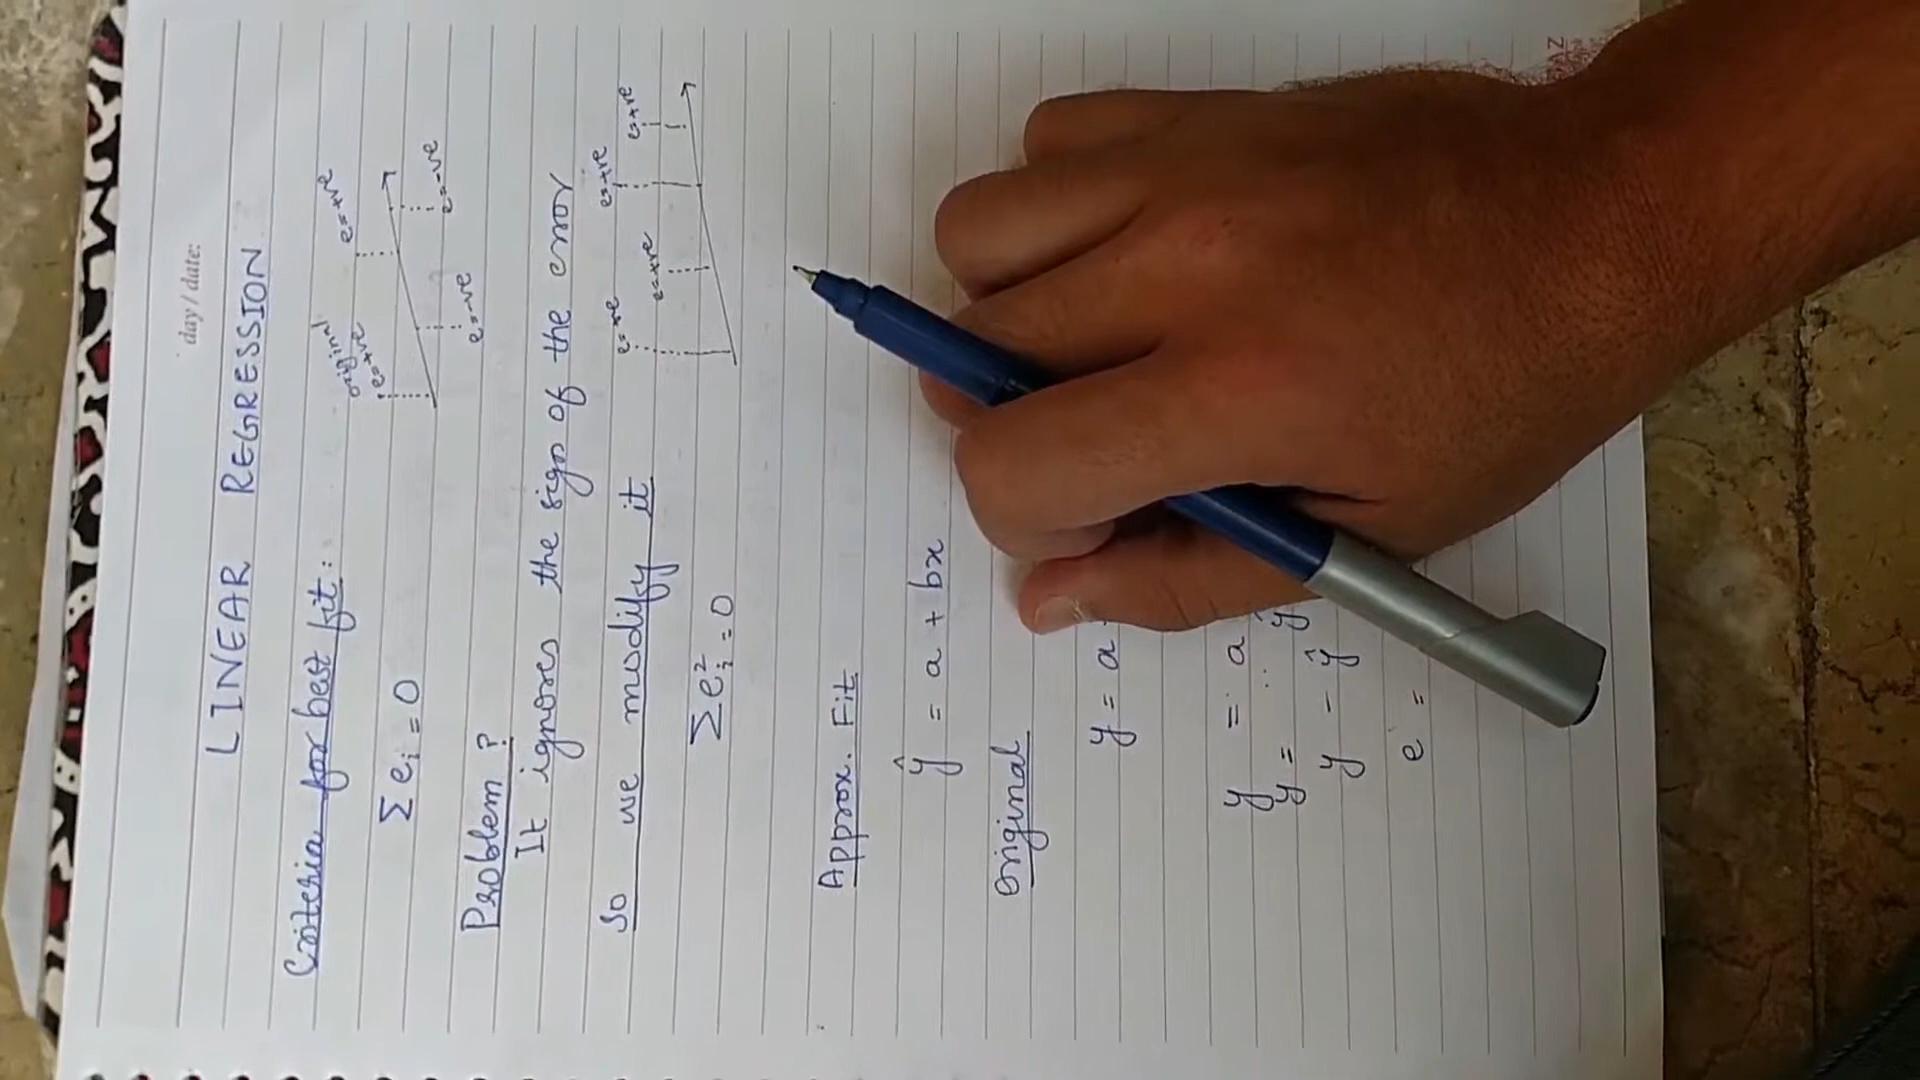 day / date:
LINEAR REGRESSION
Criteria for best fit:
original
e=+ve
e=+ve
e=-ve
e=-ve
Σ ei = 0
Problem ?
It ignores the sign of the error
So we modify it
e=+ve
e=+ve
e=+ve
e=+ve
Σ ei² = 0
Approx. Fit
ŷ = a + bx
Original
y = a
y = a
y = ŷ
y - ŷ
e =